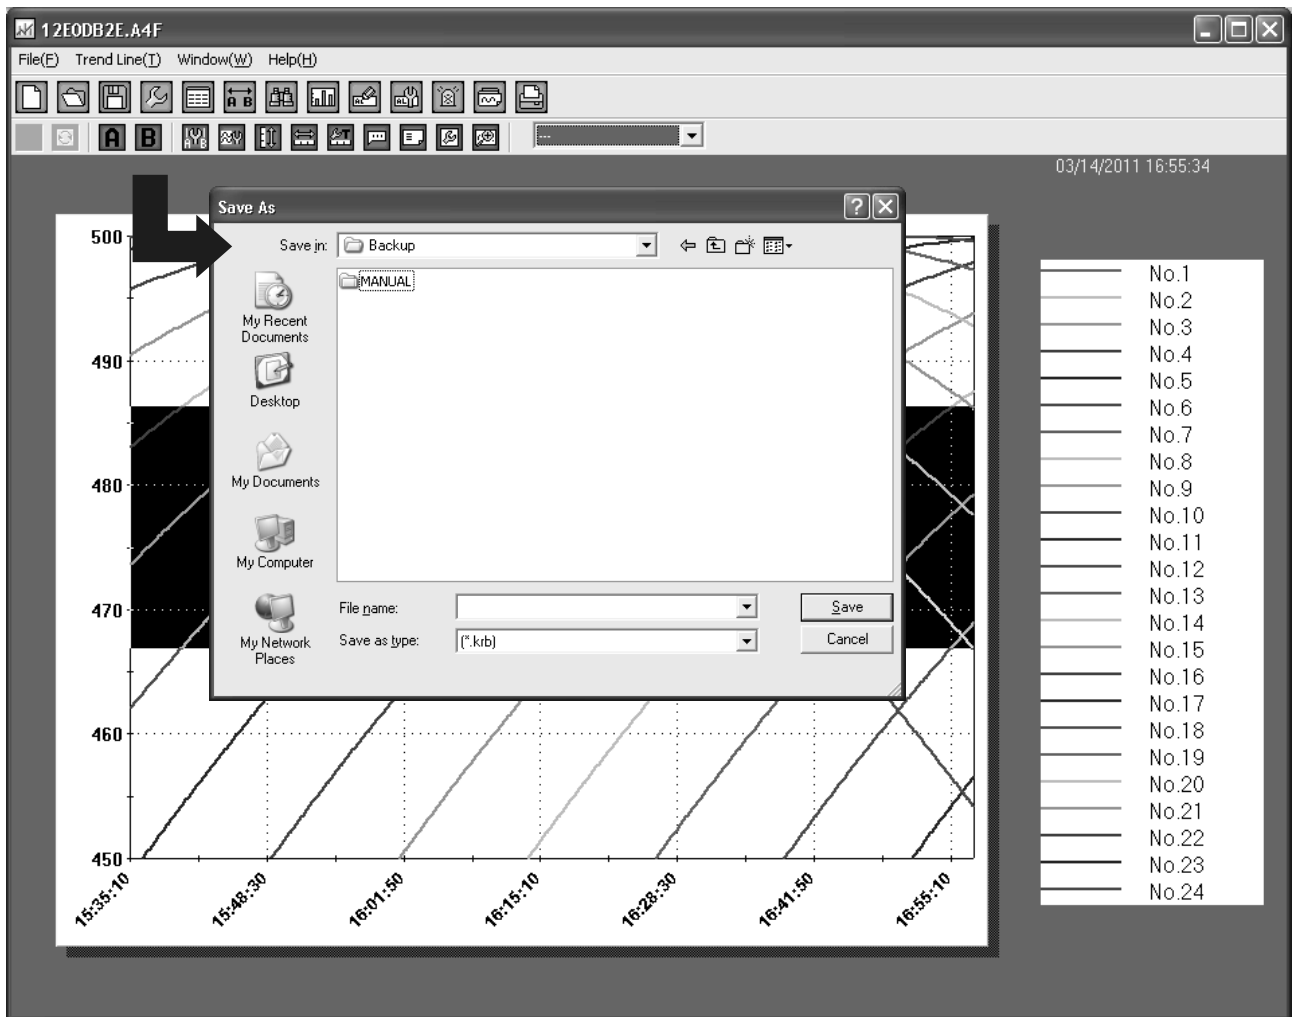 12E0DB2E.A4F
File(F) Trend Line(T) Window(W) Help(H)
A B
A B
---
03/14/2011 16:55:34
Save As
Save in: Backup
MANUAL
My Recent
Documents
Desktop
My Documents
My Computer
My Network
Places
File name:
Save
Save as type: (*.krb)
Cancel
500
490
480
470
460
450
15:35:10
15:48:30
16:01:50
16:15:10
16:28:30
16:41:50
16:55:10
No.1
No.2
No.3
No.4
No.5
No.6
No.7
No.8
No.9
No.10
No.11
No.12
No.13
No.14
No.15
No.16
No.17
No.18
No.19
No.20
No.21
No.22
No.23
No.24